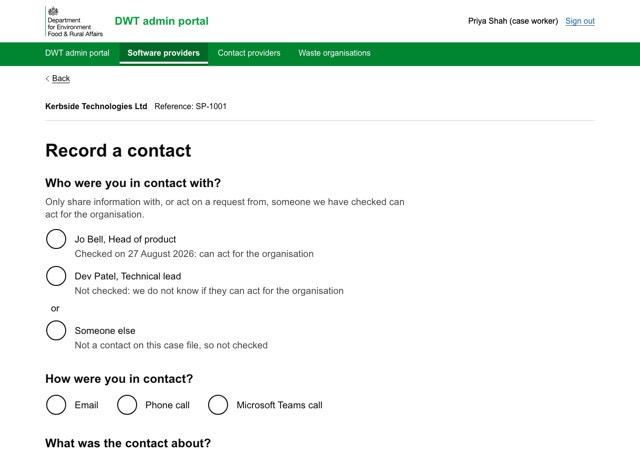 Department
for Environment
Food & Rural Affairs
DWT admin portal
Priya Shah (case worker) Sign out
DWT admin portal Software providers Contact providers Waste organisations
Back
Kerbside Technologies Ltd Reference: SP-1001
Record a contact
Who were you in contact with?
Only share information with, or act on a request from, someone we have checked can
act for the organisation.
Jo Bell, Head of product
Checked on 27 August 2026: can act for the organisation
Dev Patel, Technical lead
Not checked: we do not know if they can act for the organisation
or
Someone else
Not a contact on this case file, so not checked
How were you in contact?
Email Phone call Microsoft Teams call
What was the contact about?